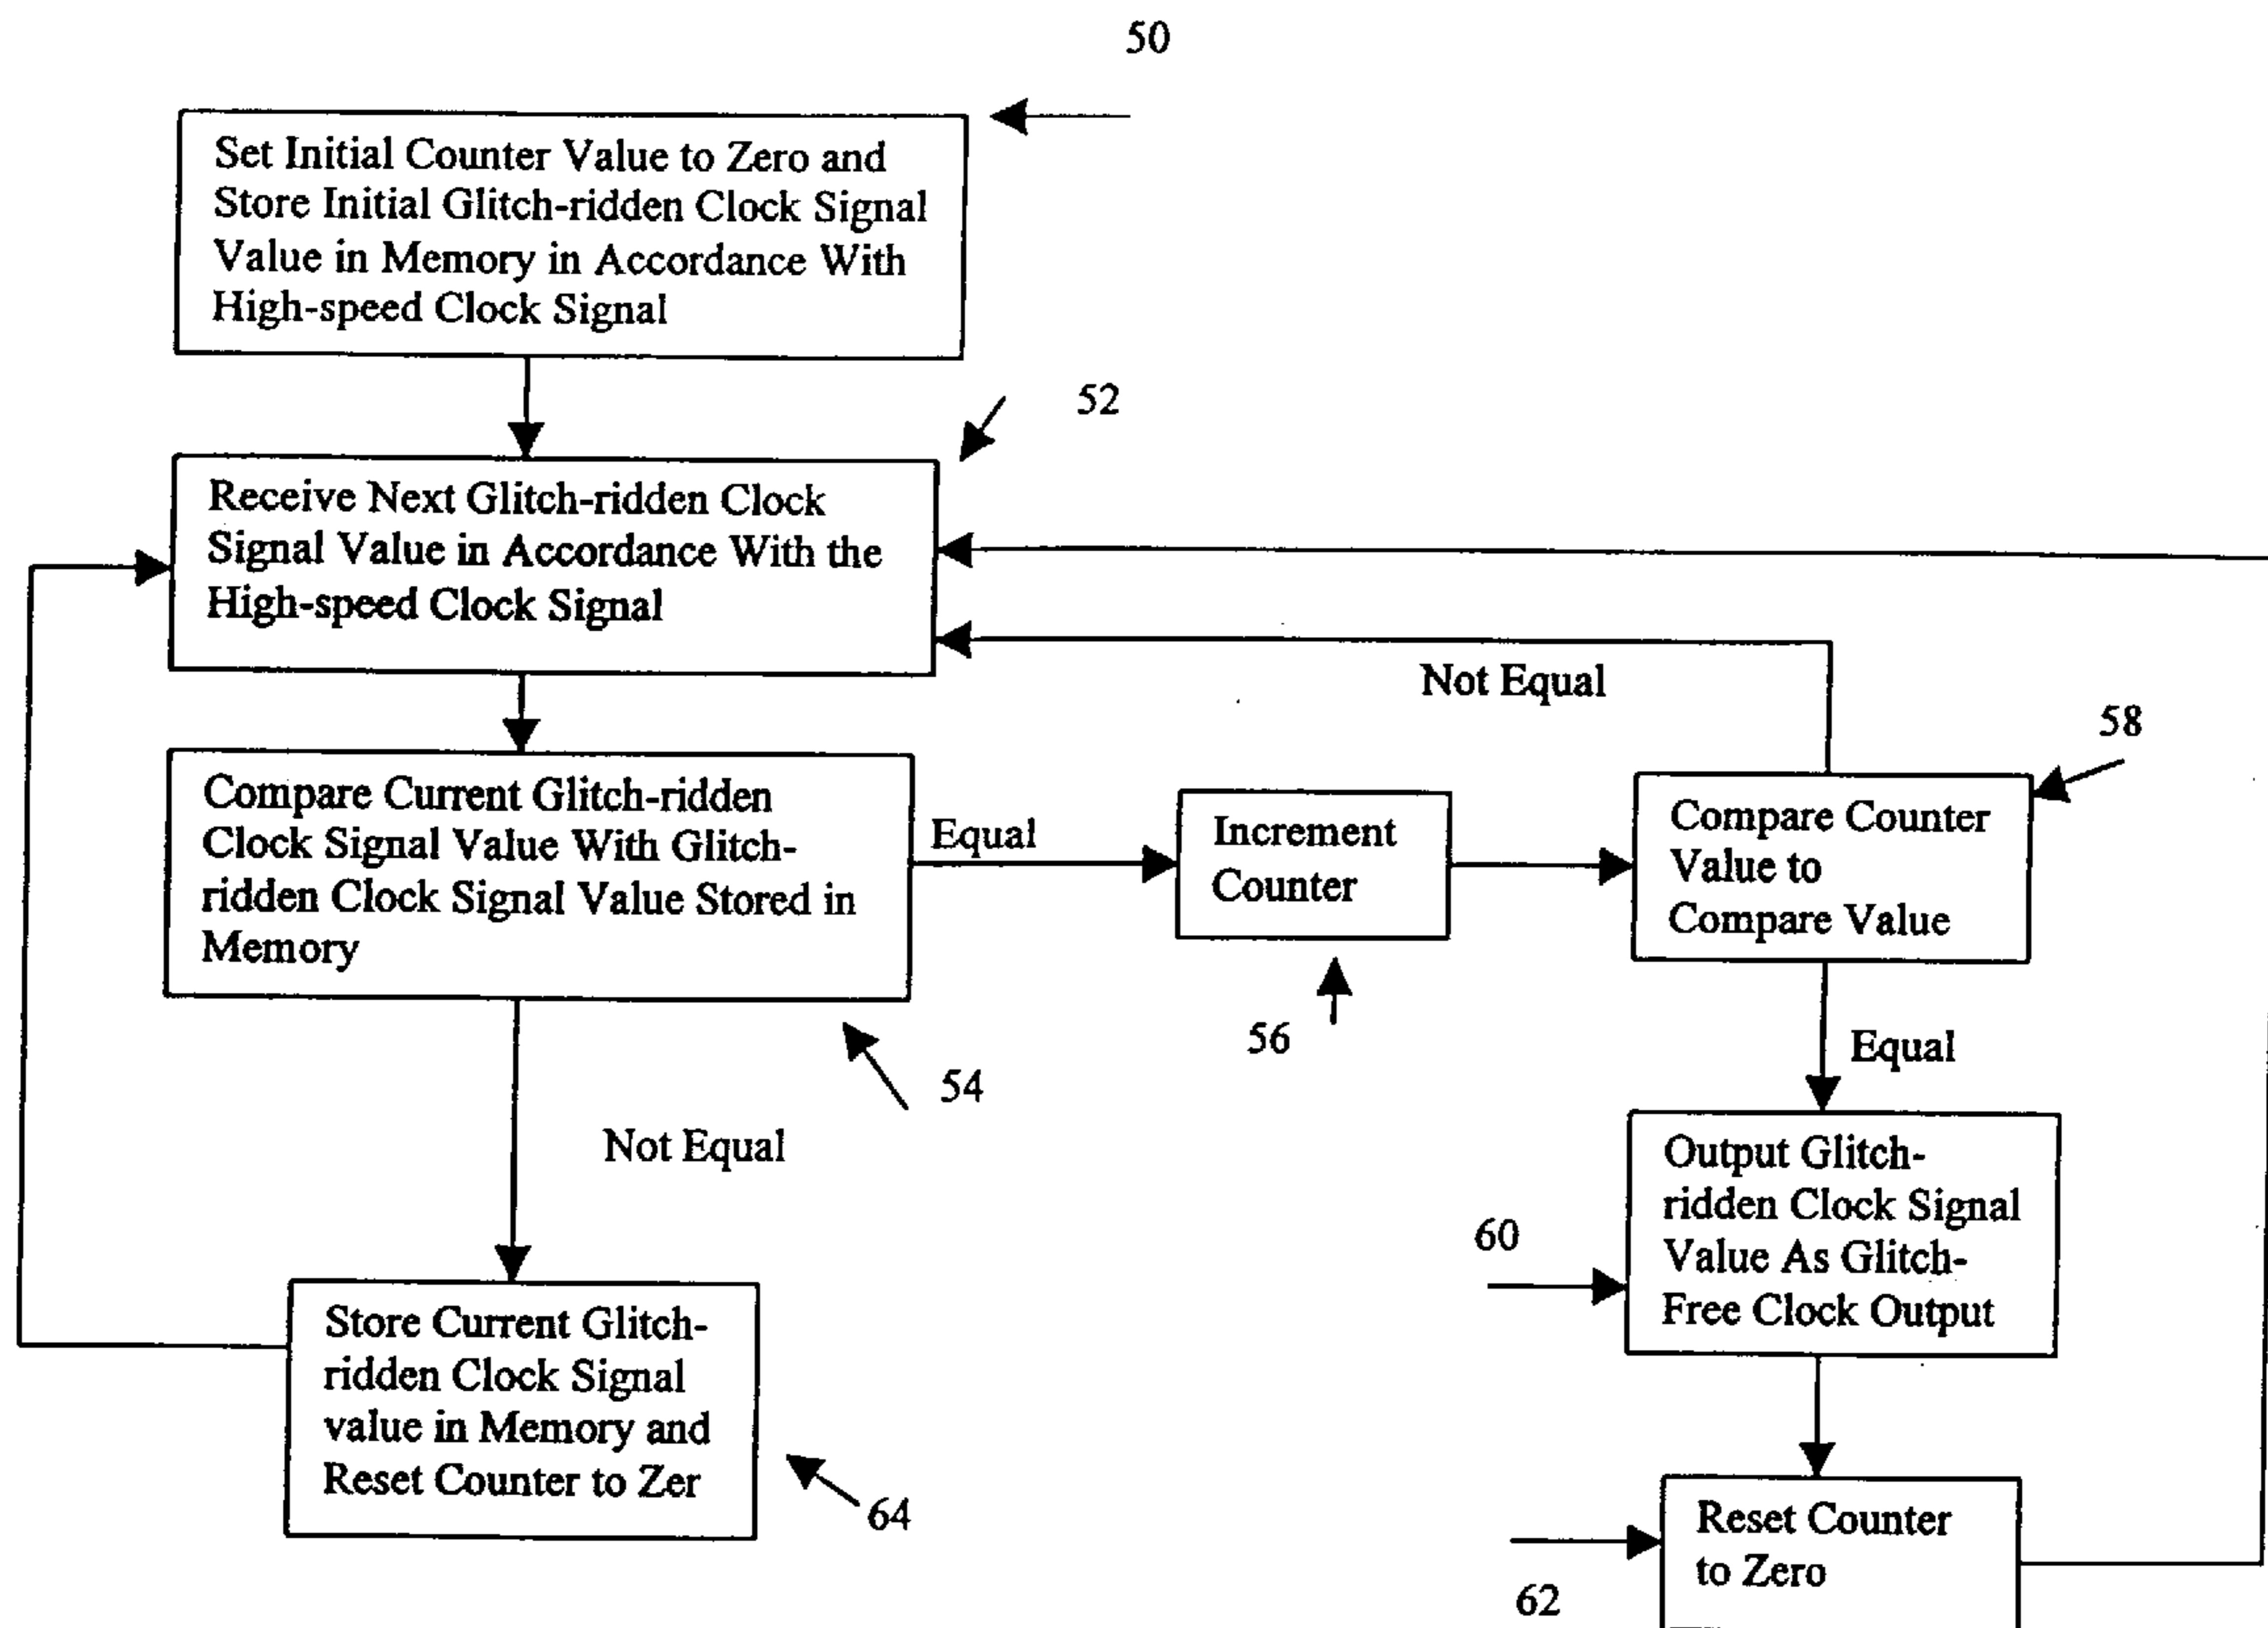 50
Set Initial Counter Value to Zero and
Store Initial Glitch-ridden Clock Signal
Value in Memory in Accordance With
High-speed Clock Signal
52
Receive Next Glitch-ridden Clock
Signal Value in Accordance With the
High-speed Clock Signal
Not Equal
58
Compare Current Glitch-ridden
Clock Signal Value With Glitch-
ridden Clock Signal Value Stored in
Memory
Equal
Increment
Counter
Compare Counter
Value to
Compare Value
56
54
Equal
Not Equal
Output Glitch-
ridden Clock Signal
Value As Glitch-
Free Clock Output
60
Store Current Glitch-
ridden Clock Signal
value in Memory and
Reset Counter to Zer
64
Reset Counter
to Zero
62